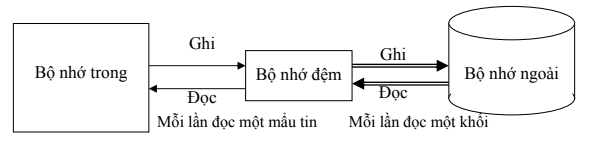 Ghi
Ghi
Bộ nhớ trong
Bộ nhớ đệm
Bộ nhớ ngoài
Đọc
Đọc
Mỗi lần đọc một mẩu tin
Mỗi lần đọc một khối